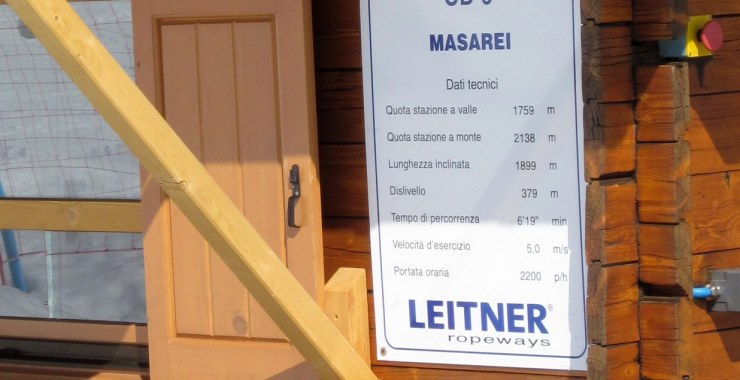 MASAREI
Dati tecnici
Quota stazione a valle 1759 m
Quota stazione a monte 2138 m
Lunghezza inclinata 1899 m
Dislivello 379 m
Tempo di percorrenza 6'19" min
Velocità d'esercizio 5,0 m/s
Portata oraria 2200 p/h
LEITNER®
ropeways